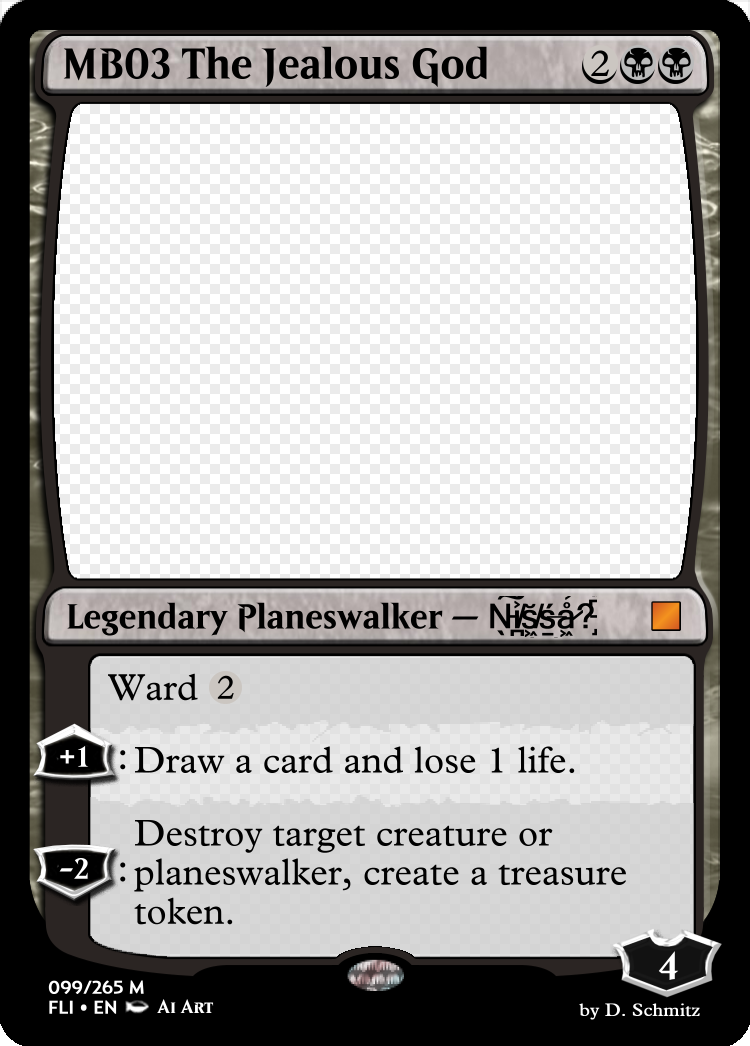 MB03 The Jealous God 2
Legendary Planeswalker — Nissa?
Ward 2
+1: Draw a card and lose 1 life.
Destroy target creature or
-2: planeswalker, create a treasure
token.
4
099/265 M
FLI • EN AI ART
by D. Schmitz